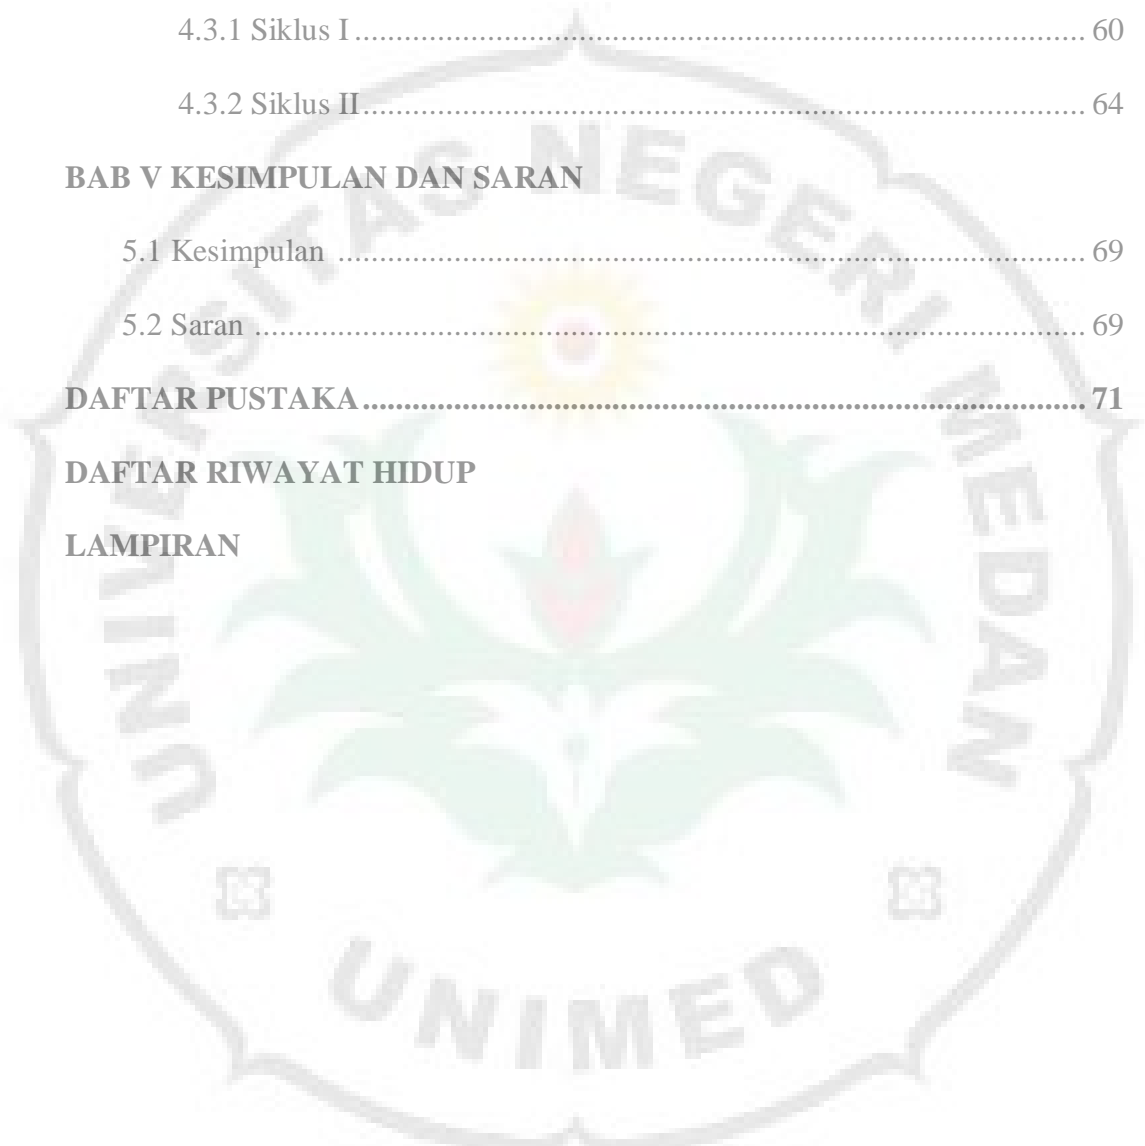 4.3.1 Siklus I ........................................................................................ 60
4.3.2 Siklus II....................................................................................... 64
BAB V KESIMPULAN DAN SARAN
5.1 Kesimpulan .......................................................................................... 69
5.2 Saran .................................................................................................... 69
DAFTAR PUSTAKA ....................................................................................... 71
DAFTAR RIWAYAT HIDUP
LAMPIRAN
UNIVERSITAS NEGERI MEDAN
UNIMED